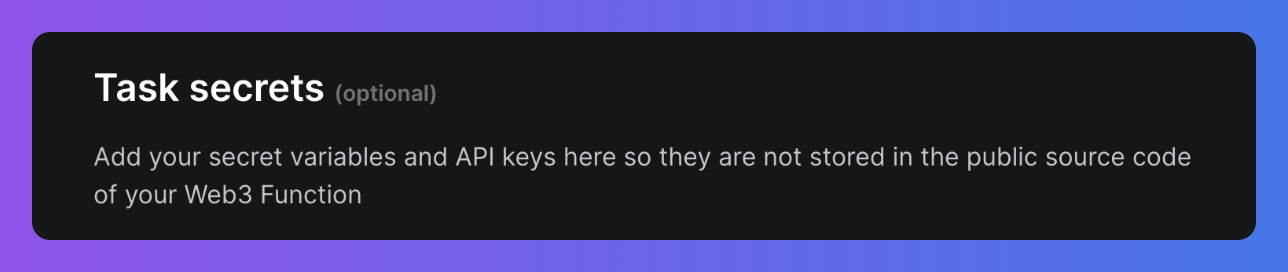 Task secrets (optional)
Add your secret variables and API keys here so they are not stored in the public source code
of your Web3 Function